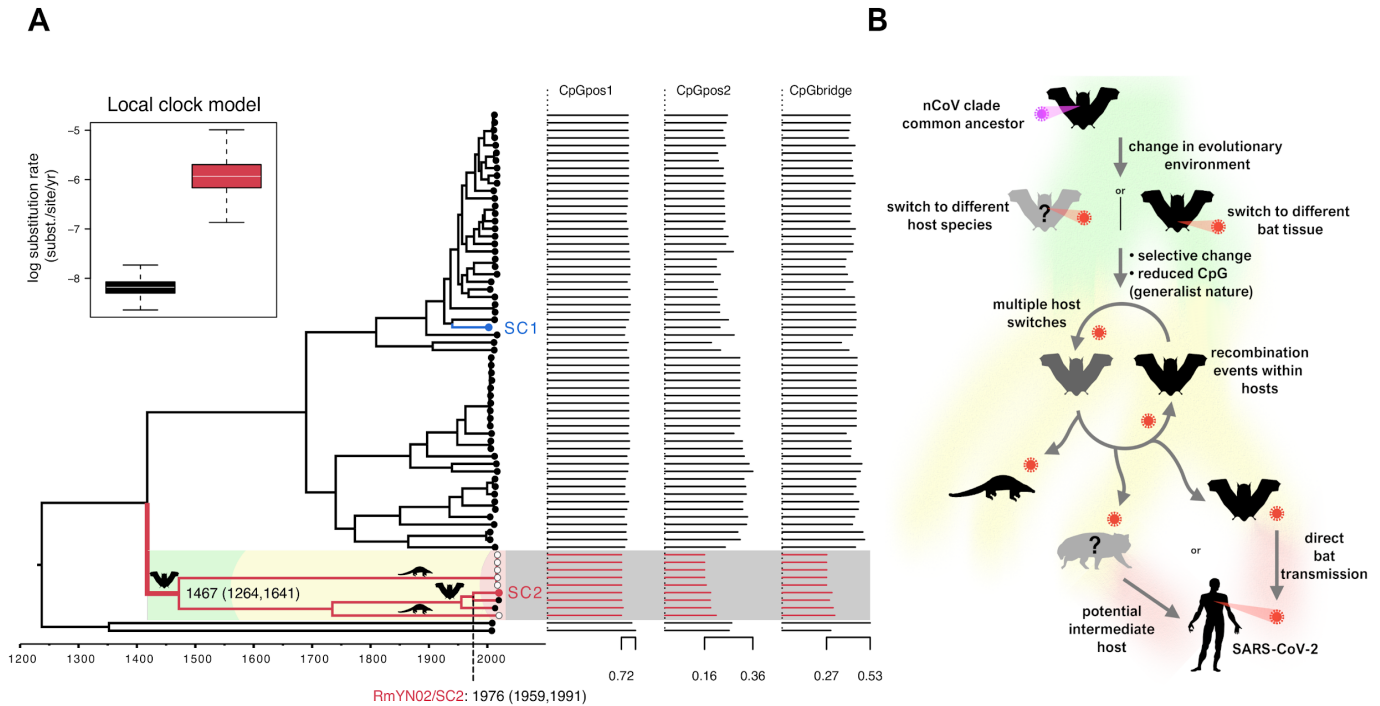 A
Local clock model
log substitution rate
(subst./site/yr)
−5
−6
−7
−8
CpGpos1
CpGpos2
CpGbridge
SC1
1467 (1264,1641)
SC2
1200
1300
1400
1500
1600
1700
1800
1900
2000
0.72
0.16
0.36
0.27
0.53
RmYN02/SC2: 1976 (1959,1991)
B
nCoV clade
common ancestor
change in evolutionary
environment
or
?
switch to different
host species
switch to different
bat tissue
• selective change
• reduced CpG
(generalist nature)
multiple host
switches
recombination
events within
hosts
?
or
direct
bat
transmission
potential
intermediate
host
SARS-CoV-2